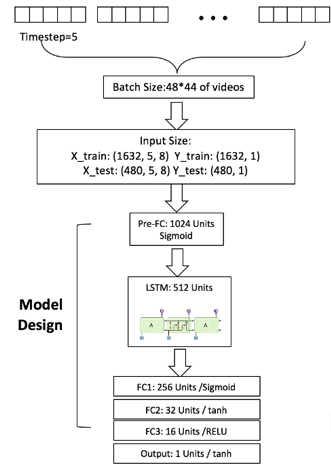 Timestep=5
Batch Size:48*44 of videos
Input Size:
X_train: (1632, 5, 8) Y_train: (1632, 1)
X_test: (480, 5, 8) Y_test: (480, 1)
Pre-FC: 1024 Units
Sigmoid
Model
Design
LSTM: 512 Units
A
A
FC1: 256 Units /Sigmoid
FC2: 32 Units / tanh
FC3: 16 Units /RELU
Output: 1 Units / tanh